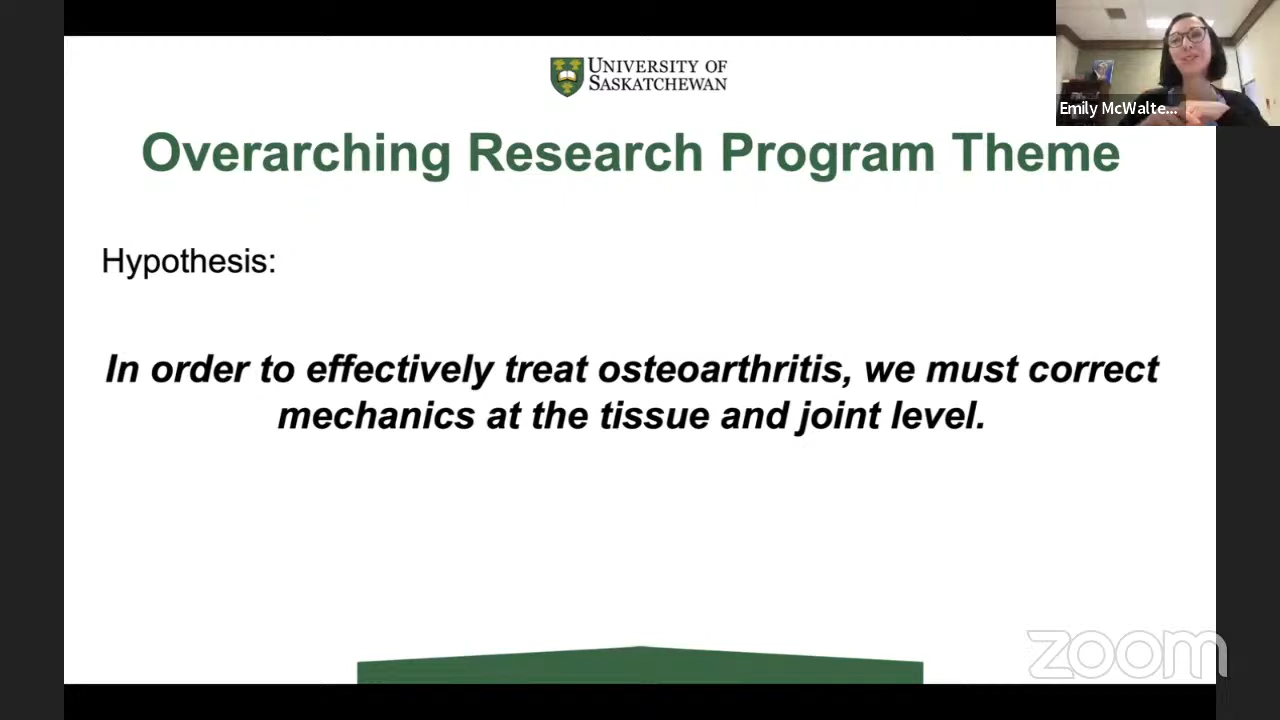 UNIVERSITY OF
SASKATCHEWAN
Emily McWalte...
Overarching Research Program Theme
Hypothesis:
In order to effectively treat osteoarthritis, we must correct
mechanics at the tissue and joint level.
zoom